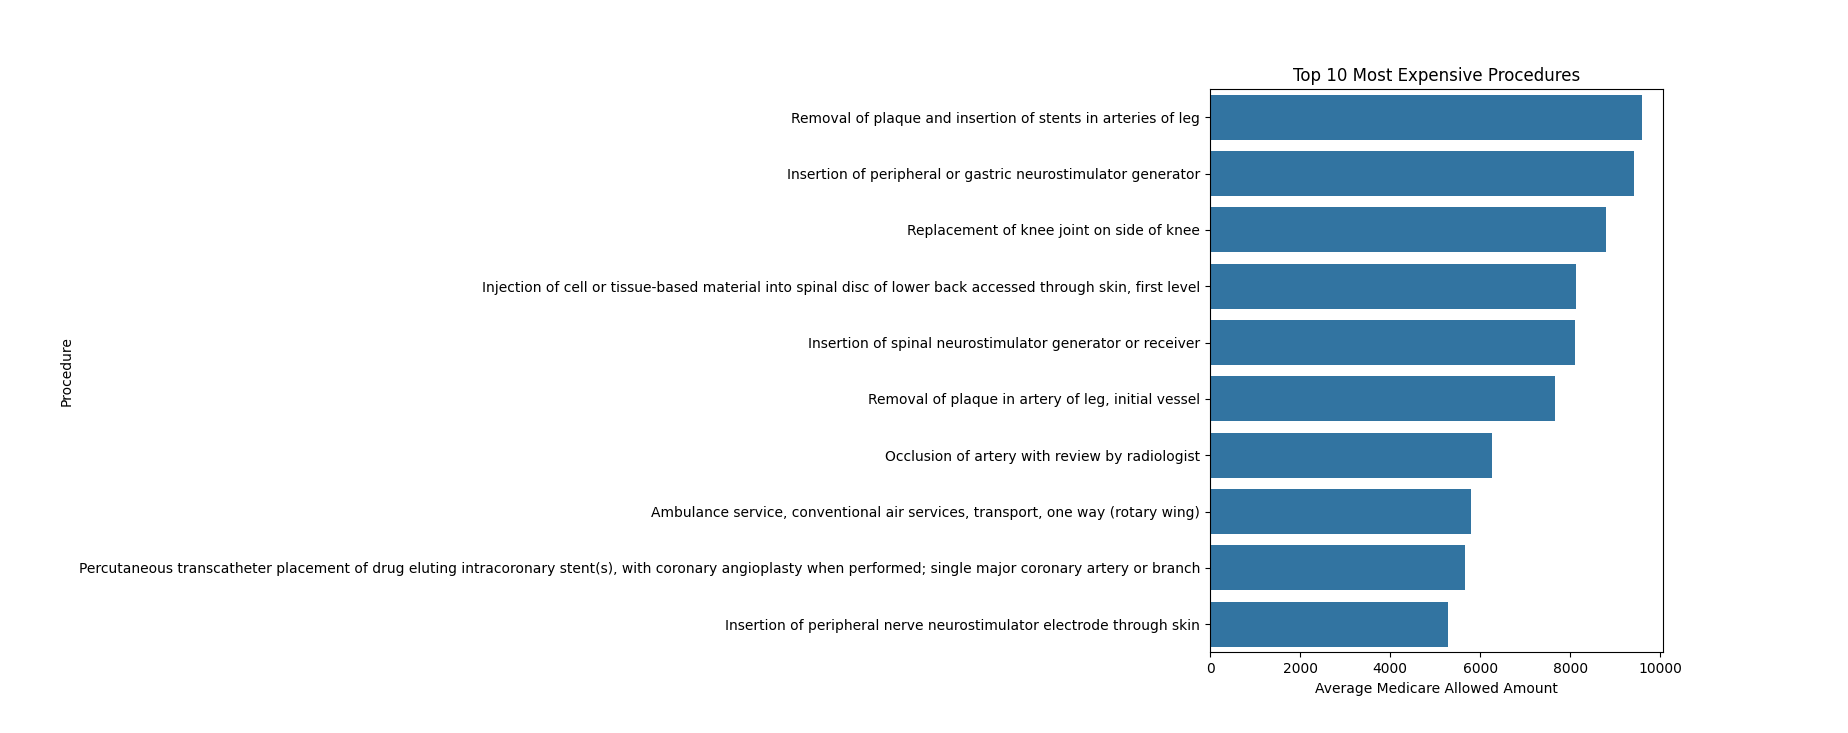 Top 10 Most Expensive Procedures
Removal of plaque and insertion of stents in arteries of leg
Insertion of peripheral or gastric neurostimulator generator
Replacement of knee joint on side of knee
Injection of cell or tissue-based material into spinal disc of lower back accessed through skin, first level
Insertion of spinal neurostimulator generator or receiver
Removal of plaque in artery of leg, initial vessel
Occlusion of artery with review by radiologist
Ambulance service, conventional air services, transport, one way (rotary wing)
Percutaneous transcatheter placement of drug eluting intracoronary stent(s), with coronary angioplasty when performed; single major coronary artery or branch
Insertion of peripheral nerve neurostimulator electrode through skin
Procedure
0 2000 4000 6000 8000 10000
Average Medicare Allowed Amount